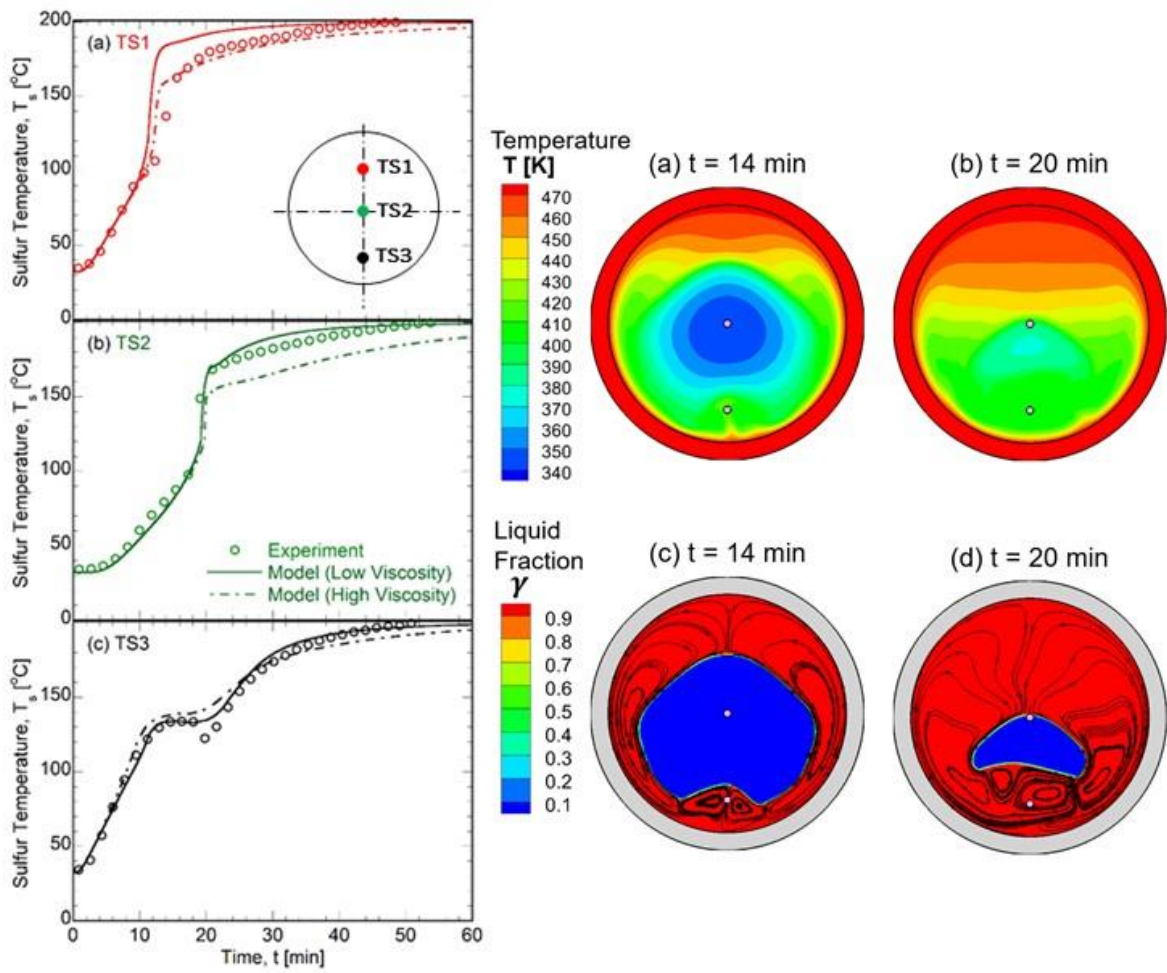 (a) TS1
200
150
100
50
0
Sulfur Temperature, T_s [°C]
TS1
TS2
TS3
(b) TS2
150
100
50
0
Sulfur Temperature, T_s [°C]
Experiment
Model (Low Viscosity)
Model (High Viscosity)
(c) TS3
150
100
50
0
Sulfur Temperature, T_s [°C]
0 10 20 30 40 50 60
Time, t [min]
Temperature
T [K]
470
460
450
440
430
420
410
400
390
380
370
360
350
340
(a) t = 14 min
(b) t = 20 min
Liquid
Fraction
γ
0.9
0.8
0.7
0.6
0.5
0.4
0.3
0.2
0.1
(c) t = 14 min
(d) t = 20 min